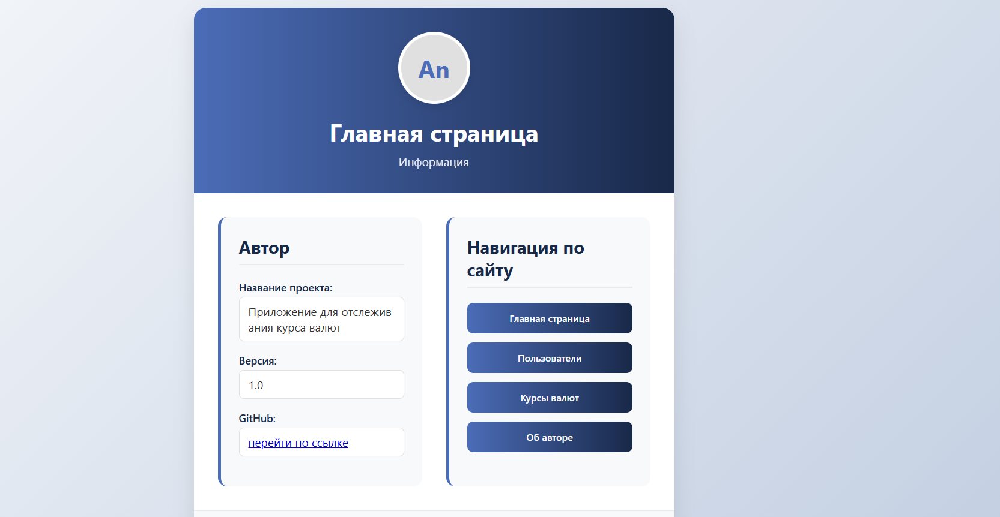 An
Главная страница
Информация
Автор
Название проекта:
Приложение для отслежив
ания курса валют
Версия:
1.0
GitHub:
перейти по ссылке
Навигация по
сайту
Главная страница
Пользователи
Курсы валют
Об авторе